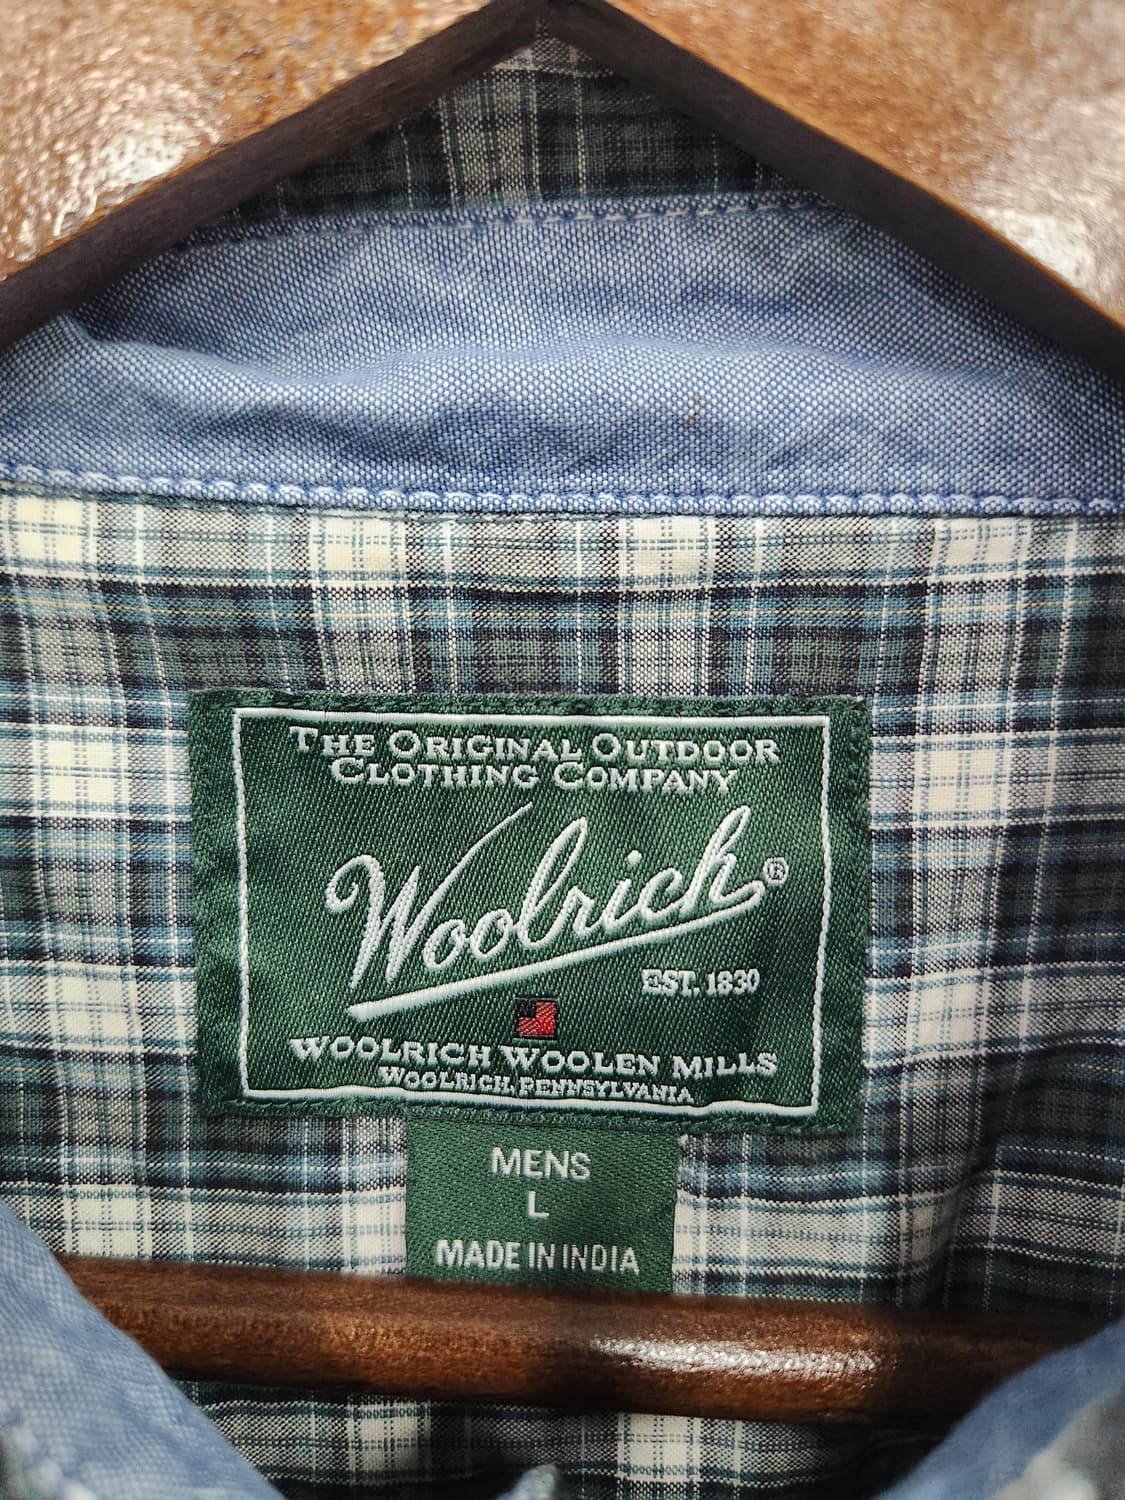 THE ORIGINAL OUTDOOR
CLOTHING COMPANY
Woolrich®
EST. 1830
WOOLRICH WOOLEN MILLS
WOOLRICH, PENNSYLVANIA
MENS
L
MADE IN INDIA